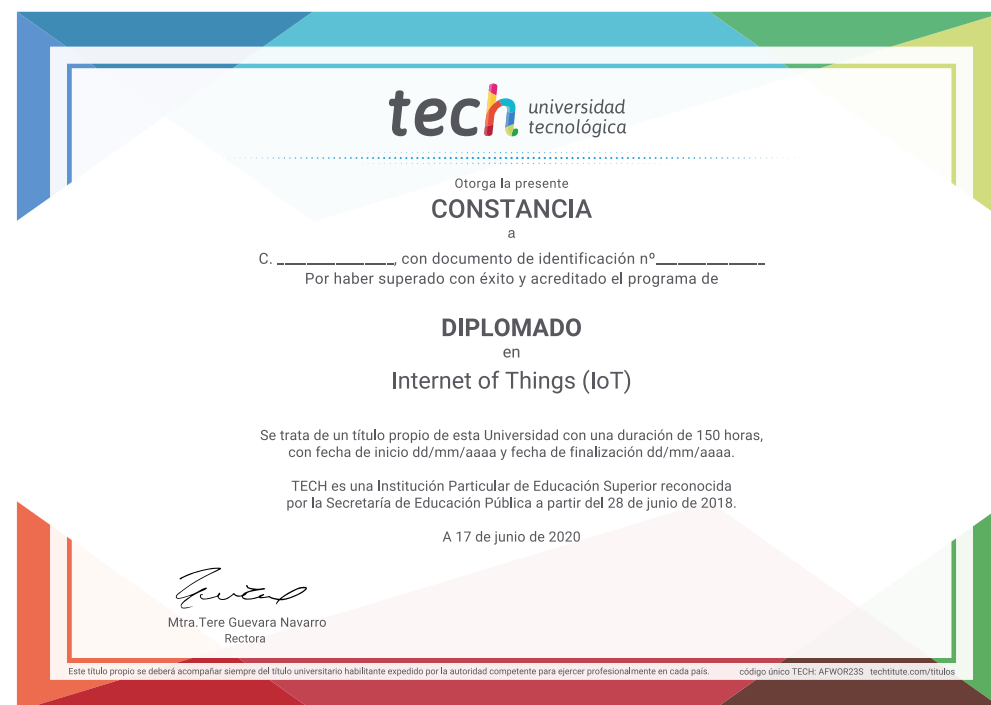 tech universidad
tecnológica
Otorga la presente
CONSTANCIA
a
C. ______________, con documento de identificación nº_____________
Por haber superado con éxito y acreditado el programa de
DIPLOMADO
en
Internet of Things (IoT)
Se trata de un título propio de esta Universidad con una duración de 150 horas,
con fecha de inicio dd/mm/aaaa y fecha de finalización dd/mm/aaaa.
TECH es una Institución Particular de Educación Superior reconocida
por la Secretaría de Educación Pública a partir del 28 de junio de 2018.
A 17 de junio de 2020
Mtra.Tere Guevara Navarro
Rectora
Este título propio se deberá acompañar siempre del título universitario habilitante expedido por la autoridad competente para ejercer profesionalmente en cada país. código único TECH: AFWOR23S techtitute.com/titulos